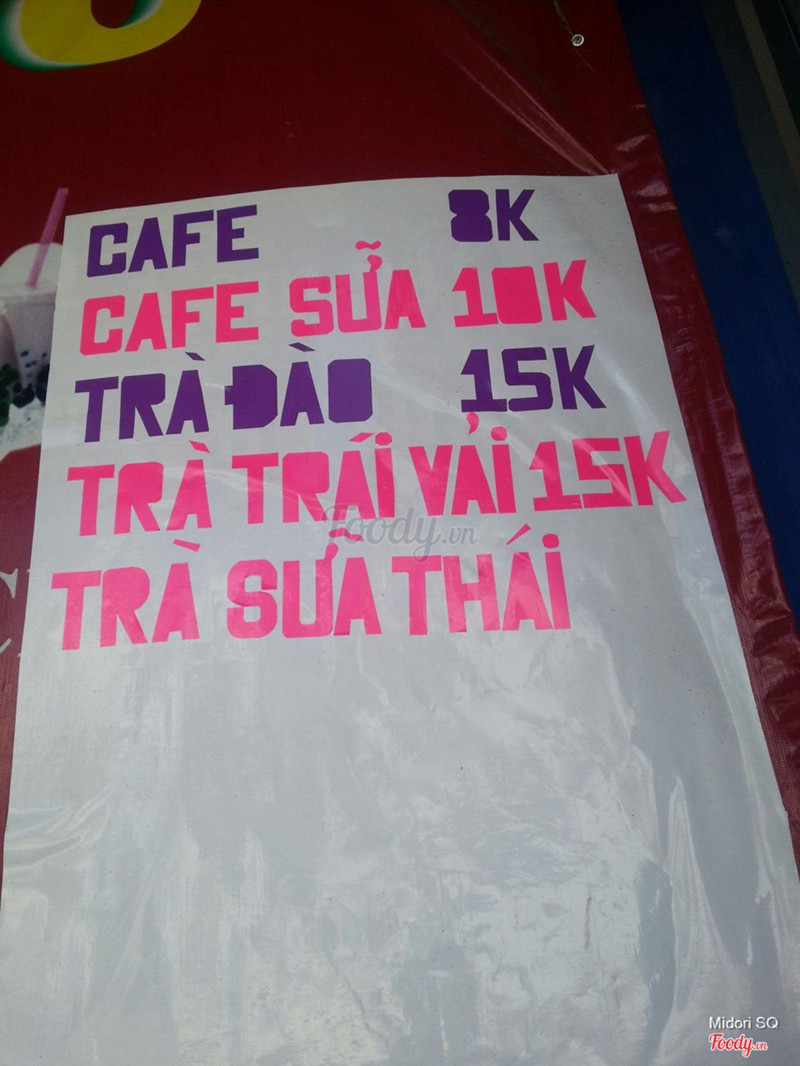 CAFE 8K
CAFE SỮA 10K
TRÀ ĐÀO 15K
TRÀ TRÁI VẢI 15K
TRÀ SỮA THÁI
Foody.vn
Midori SQ
Foody.vn